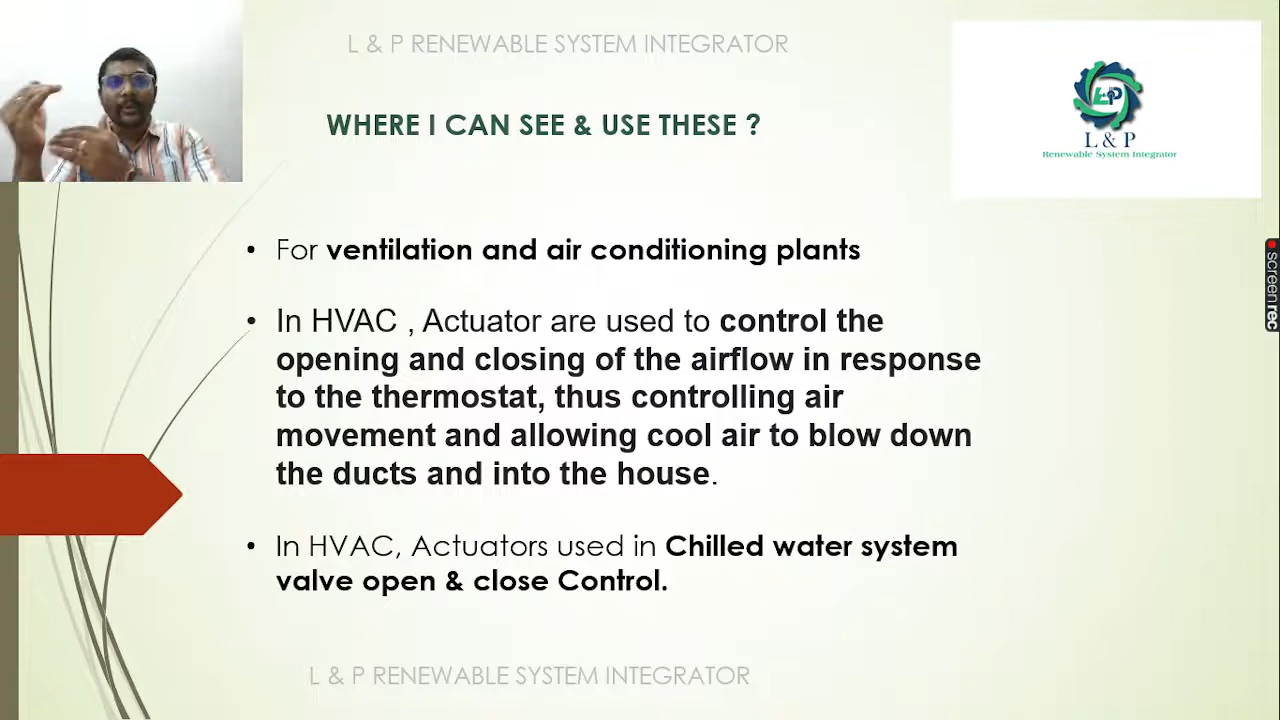 L & P RENEWABLE SYSTEM INTEGRATOR
WHERE I CAN SEE & USE THESE ?
L&P
L & P
Renewable System Integrator
• For ventilation and air conditioning plants
• In HVAC , Actuator are used to control the
opening and closing of the airflow in response
to the thermostat, thus controlling air
movement and allowing cool air to blow down
the ducts and into the house.
• In HVAC, Actuators used in Chilled water system
valve open & close Control.
L & P RENEWABLE SYSTEM INTEGRATOR
screenrec